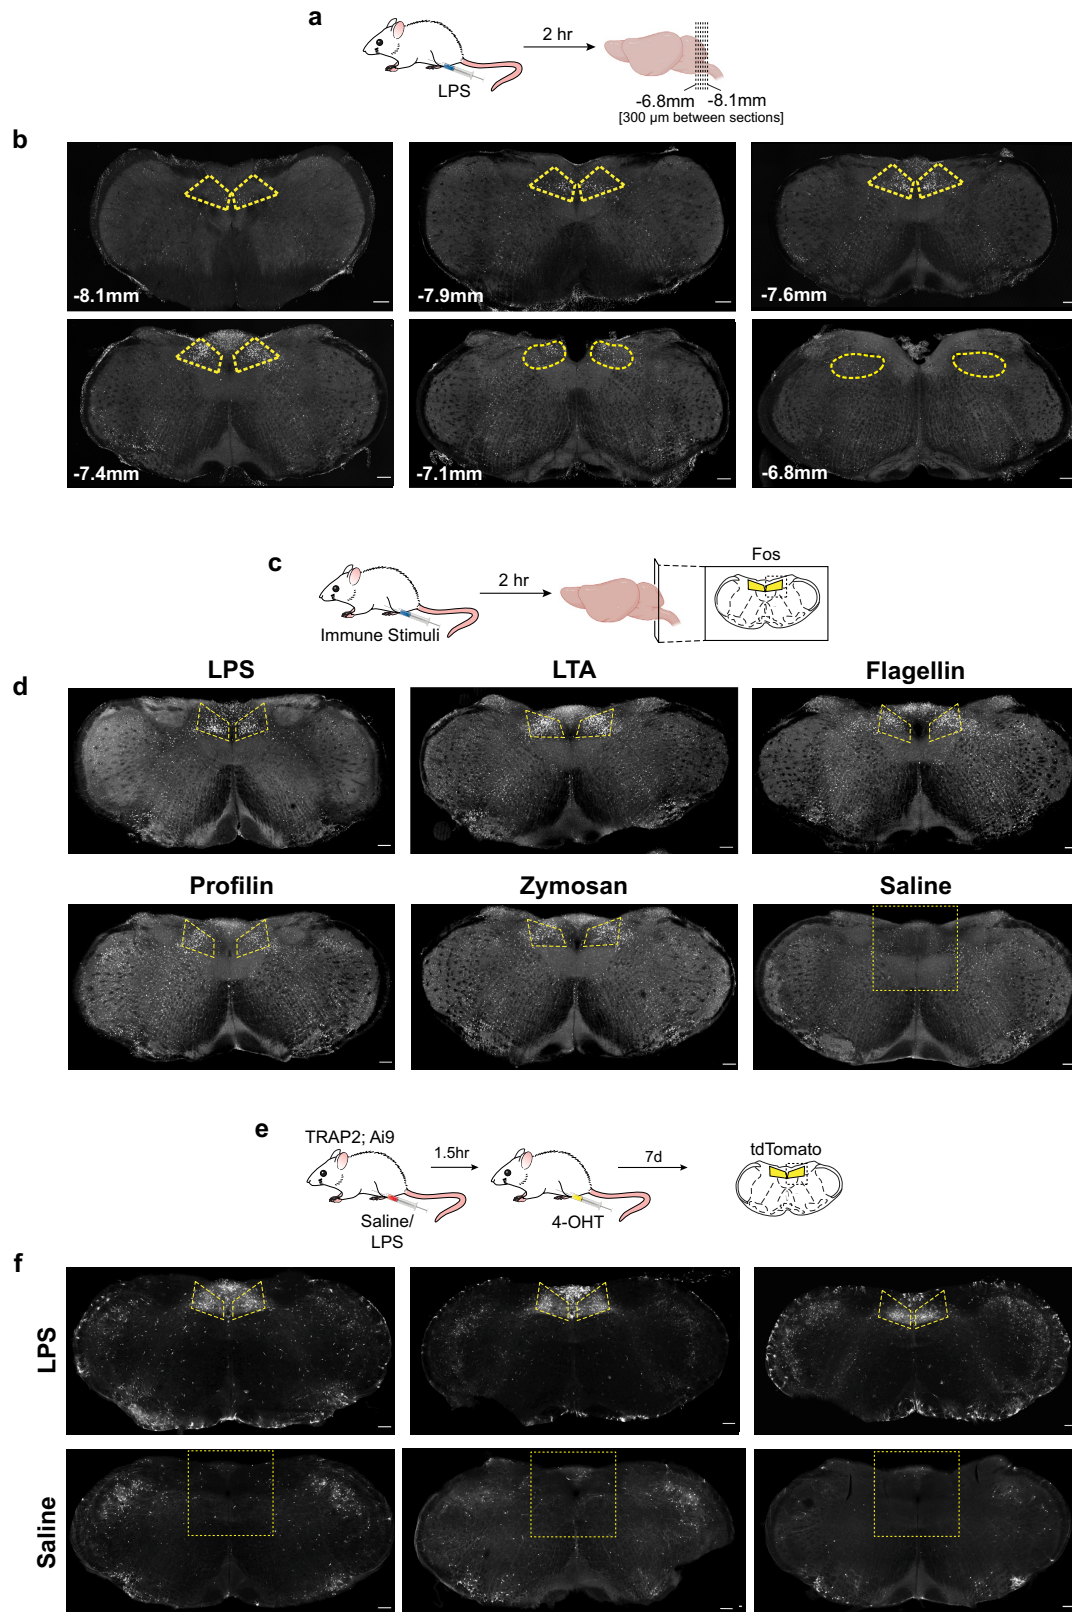 a
2 hr
LPS
-6.8mm
-8.1mm
[300 μm between sections]
b
-8.1mm
-7.9mm
-7.6mm
-7.4mm
-7.1mm
-6.8mm
c
2 hr
Immune Stimuli
Fos
d
LPS
LTA
Flagellin
Profilin
Zymosan
Saline
e
TRAP2; Ai9
1.5hr
7d
Saline/
LPS
4-OHT
tdTomato
f
LPS
Saline